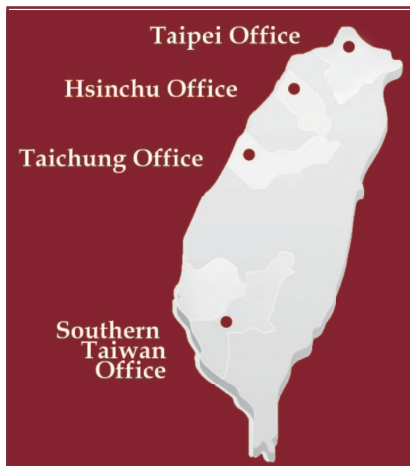 Taipei Office
Hsinchu Office
Taichung Office
Southern
Taiwan
Office